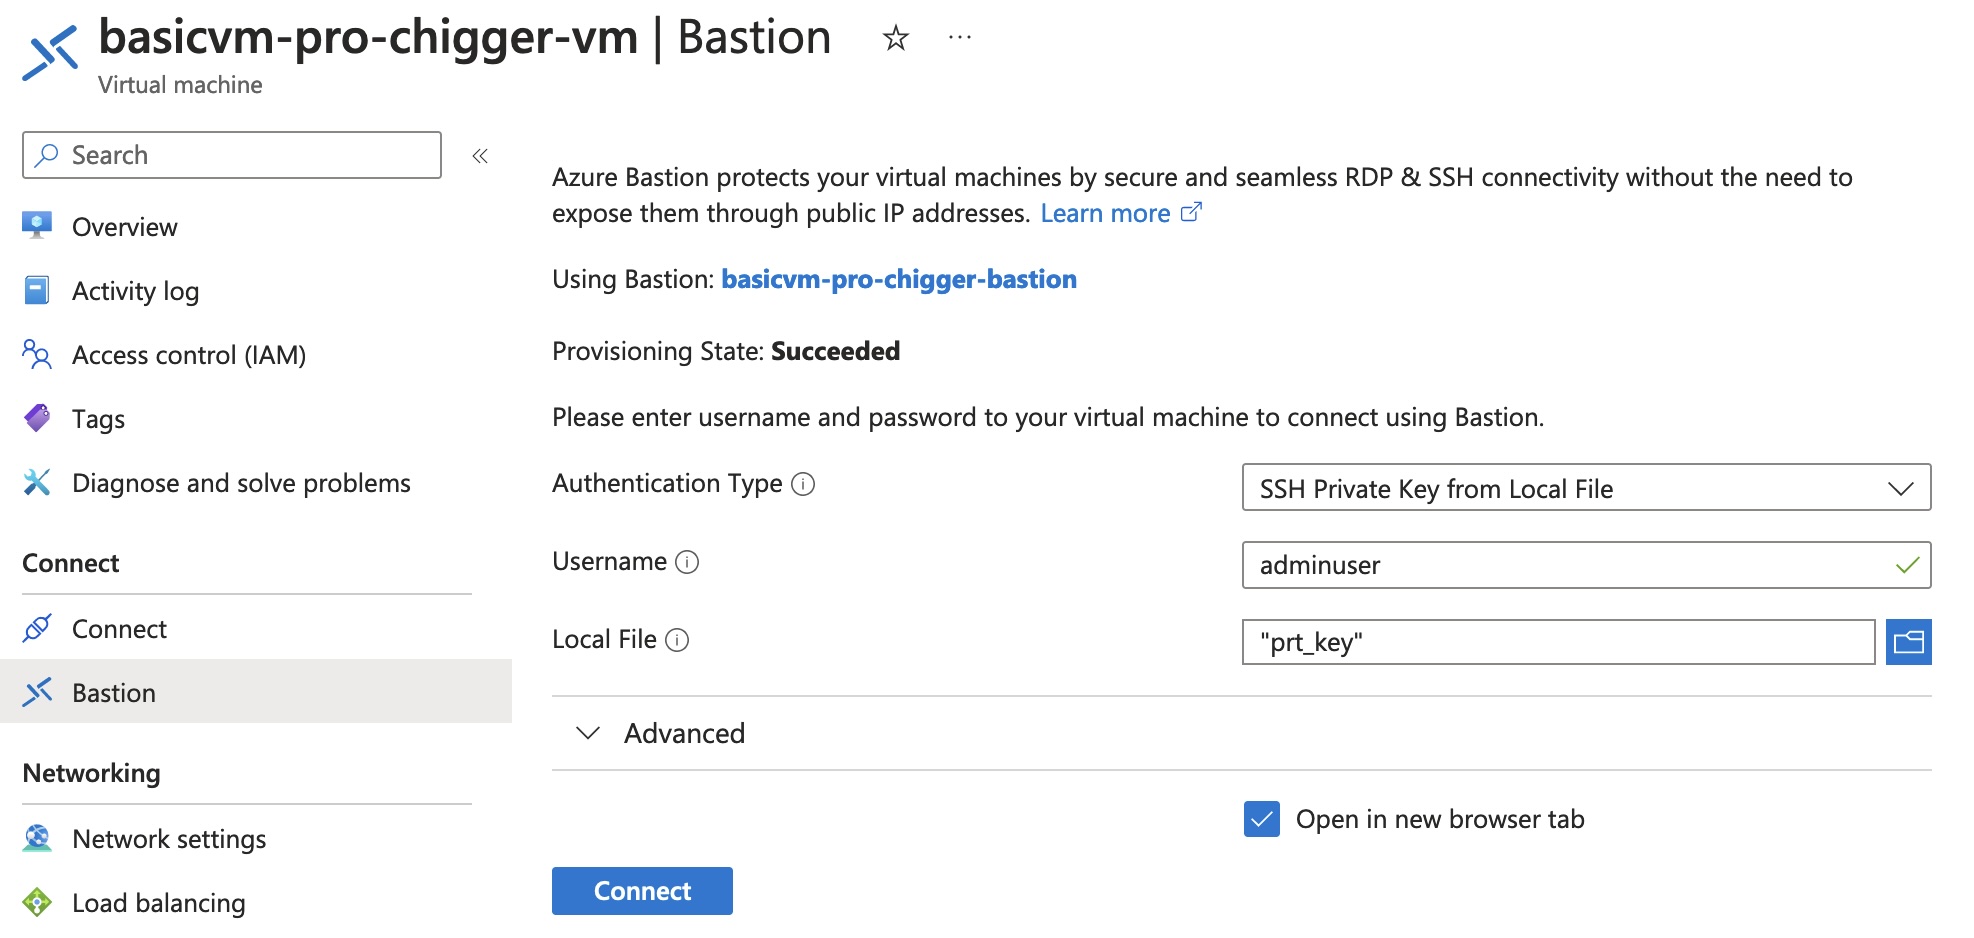 basicvm-pro-chigger-vm | Bastion
Virtual machine
Search
Overview
Activity log
Access control (IAM)
Tags
Diagnose and solve problems
Connect
Connect
Bastion
Networking
Network settings
Load balancing
Azure Bastion protects your virtual machines by secure and seamless RDP & SSH connectivity without the need to
expose them through public IP addresses. Learn more
Using Bastion: basicvm-pro-chigger-bastion
Provisioning State: Succeeded
Please enter username and password to your virtual machine to connect using Bastion.
Authentication Type SSH Private Key from Local File
Username adminuser
Local File "prt_key"
Advanced
Open in new browser tab
Connect